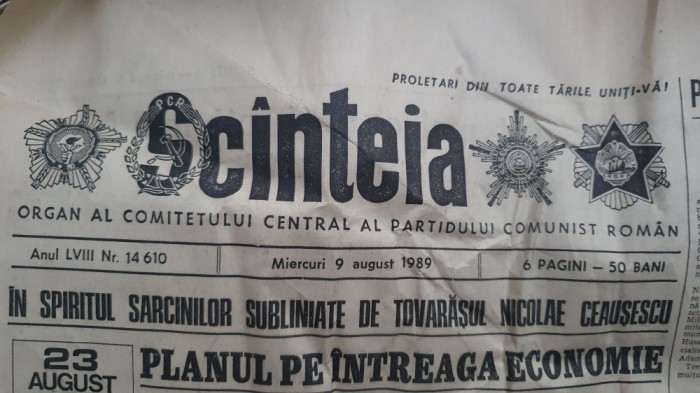 PROLETARI DIN TOATE ȚĂRILE, UNIȚI-VĂ!
PCR
Scînteia
ORGAN AL COMITETULUI CENTRAL AL PARTIDULUI COMUNIST ROMÂN
Anul LVIII Nr. 14 610
Miercuri 9 august 1989
6 PAGINI — 50 BANI
ÎN SPIRITUL SARCINILOR SUBLINIATE DE TOVARĂȘUL NICOLAE CEAUȘESCU
23
AUGUST
PLANUL PE ÎNTREAGA ECONOMIE